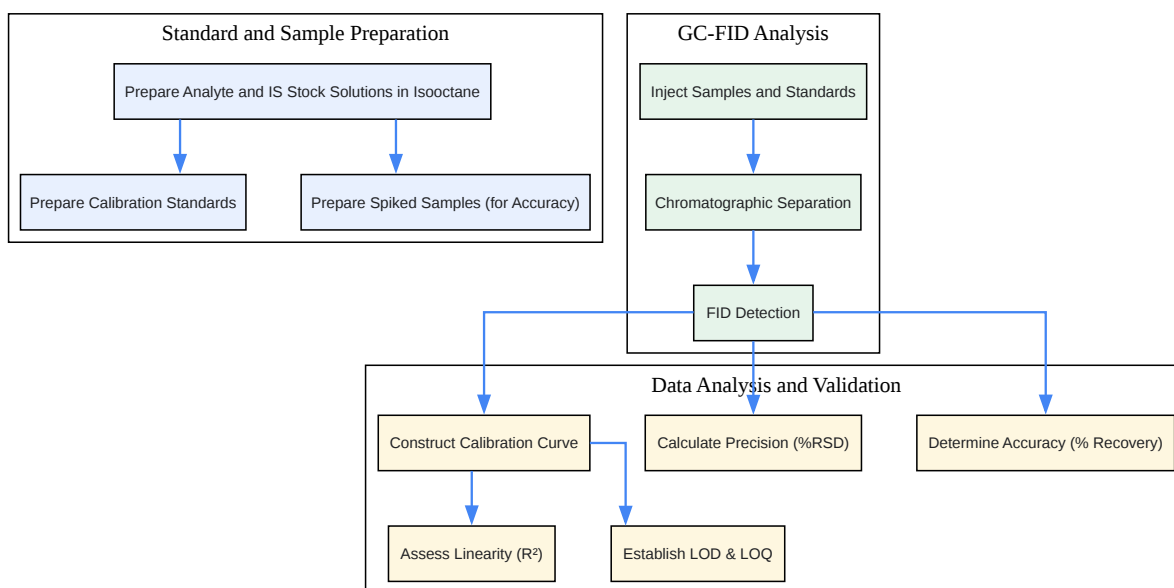 Standard and Sample Preparation
Prepare Analyte and IS Stock Solutions in Isooctane
Prepare Calibration Standards
Prepare Spiked Samples (for Accuracy)
GC-FID Analysis
Inject Samples and Standards
Chromatographic Separation
FID Detection
Data Analysis and Validation
Construct Calibration Curve
Calculate Precision (%RSD)
Determine Accuracy (% Recovery)
Assess Linearity (R²)
Establish LOD & LOQ